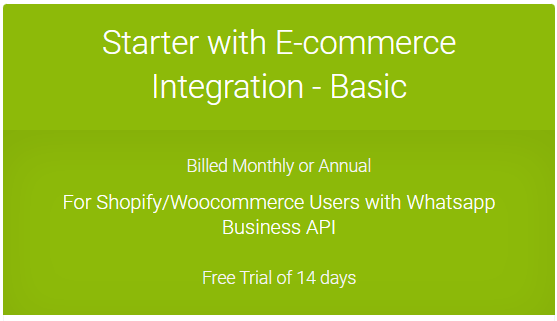 Starter with E-commerce
Integration - Basic
Billed Monthly or Annual
For Shopify/Woocommerce Users with Whatsapp
Business API
Free Trial of 14 days